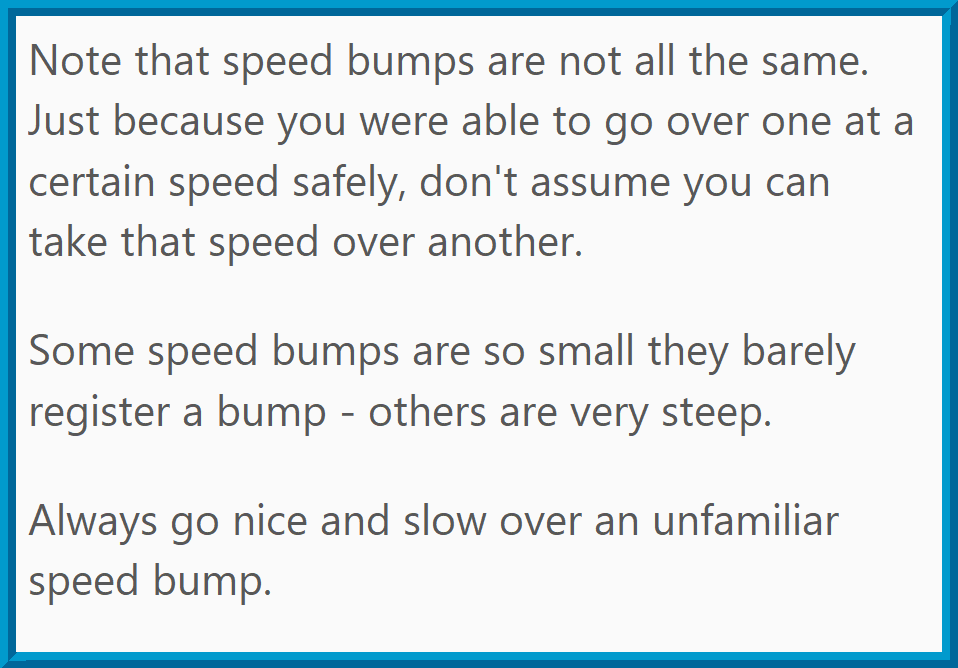 Note that speed bumps are not all the same.
Just because you were able to go over one at a
certain speed safely, don't assume you can
take that speed over another.
Some speed bumps are so small they barely
register a bump - others are very steep.
Always go nice and slow over an unfamiliar
speed bump.